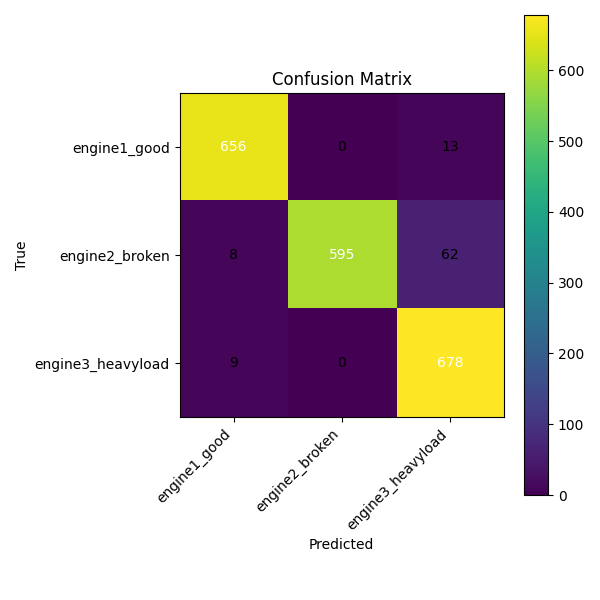 Confusion Matrix
True
engine1_good 656 0 13
engine2_broken 8 595 62
engine3_heavyload 9 0 678
engine1_good engine2_broken engine3_heavyload
Predicted
600
500
400
300
200
100
0